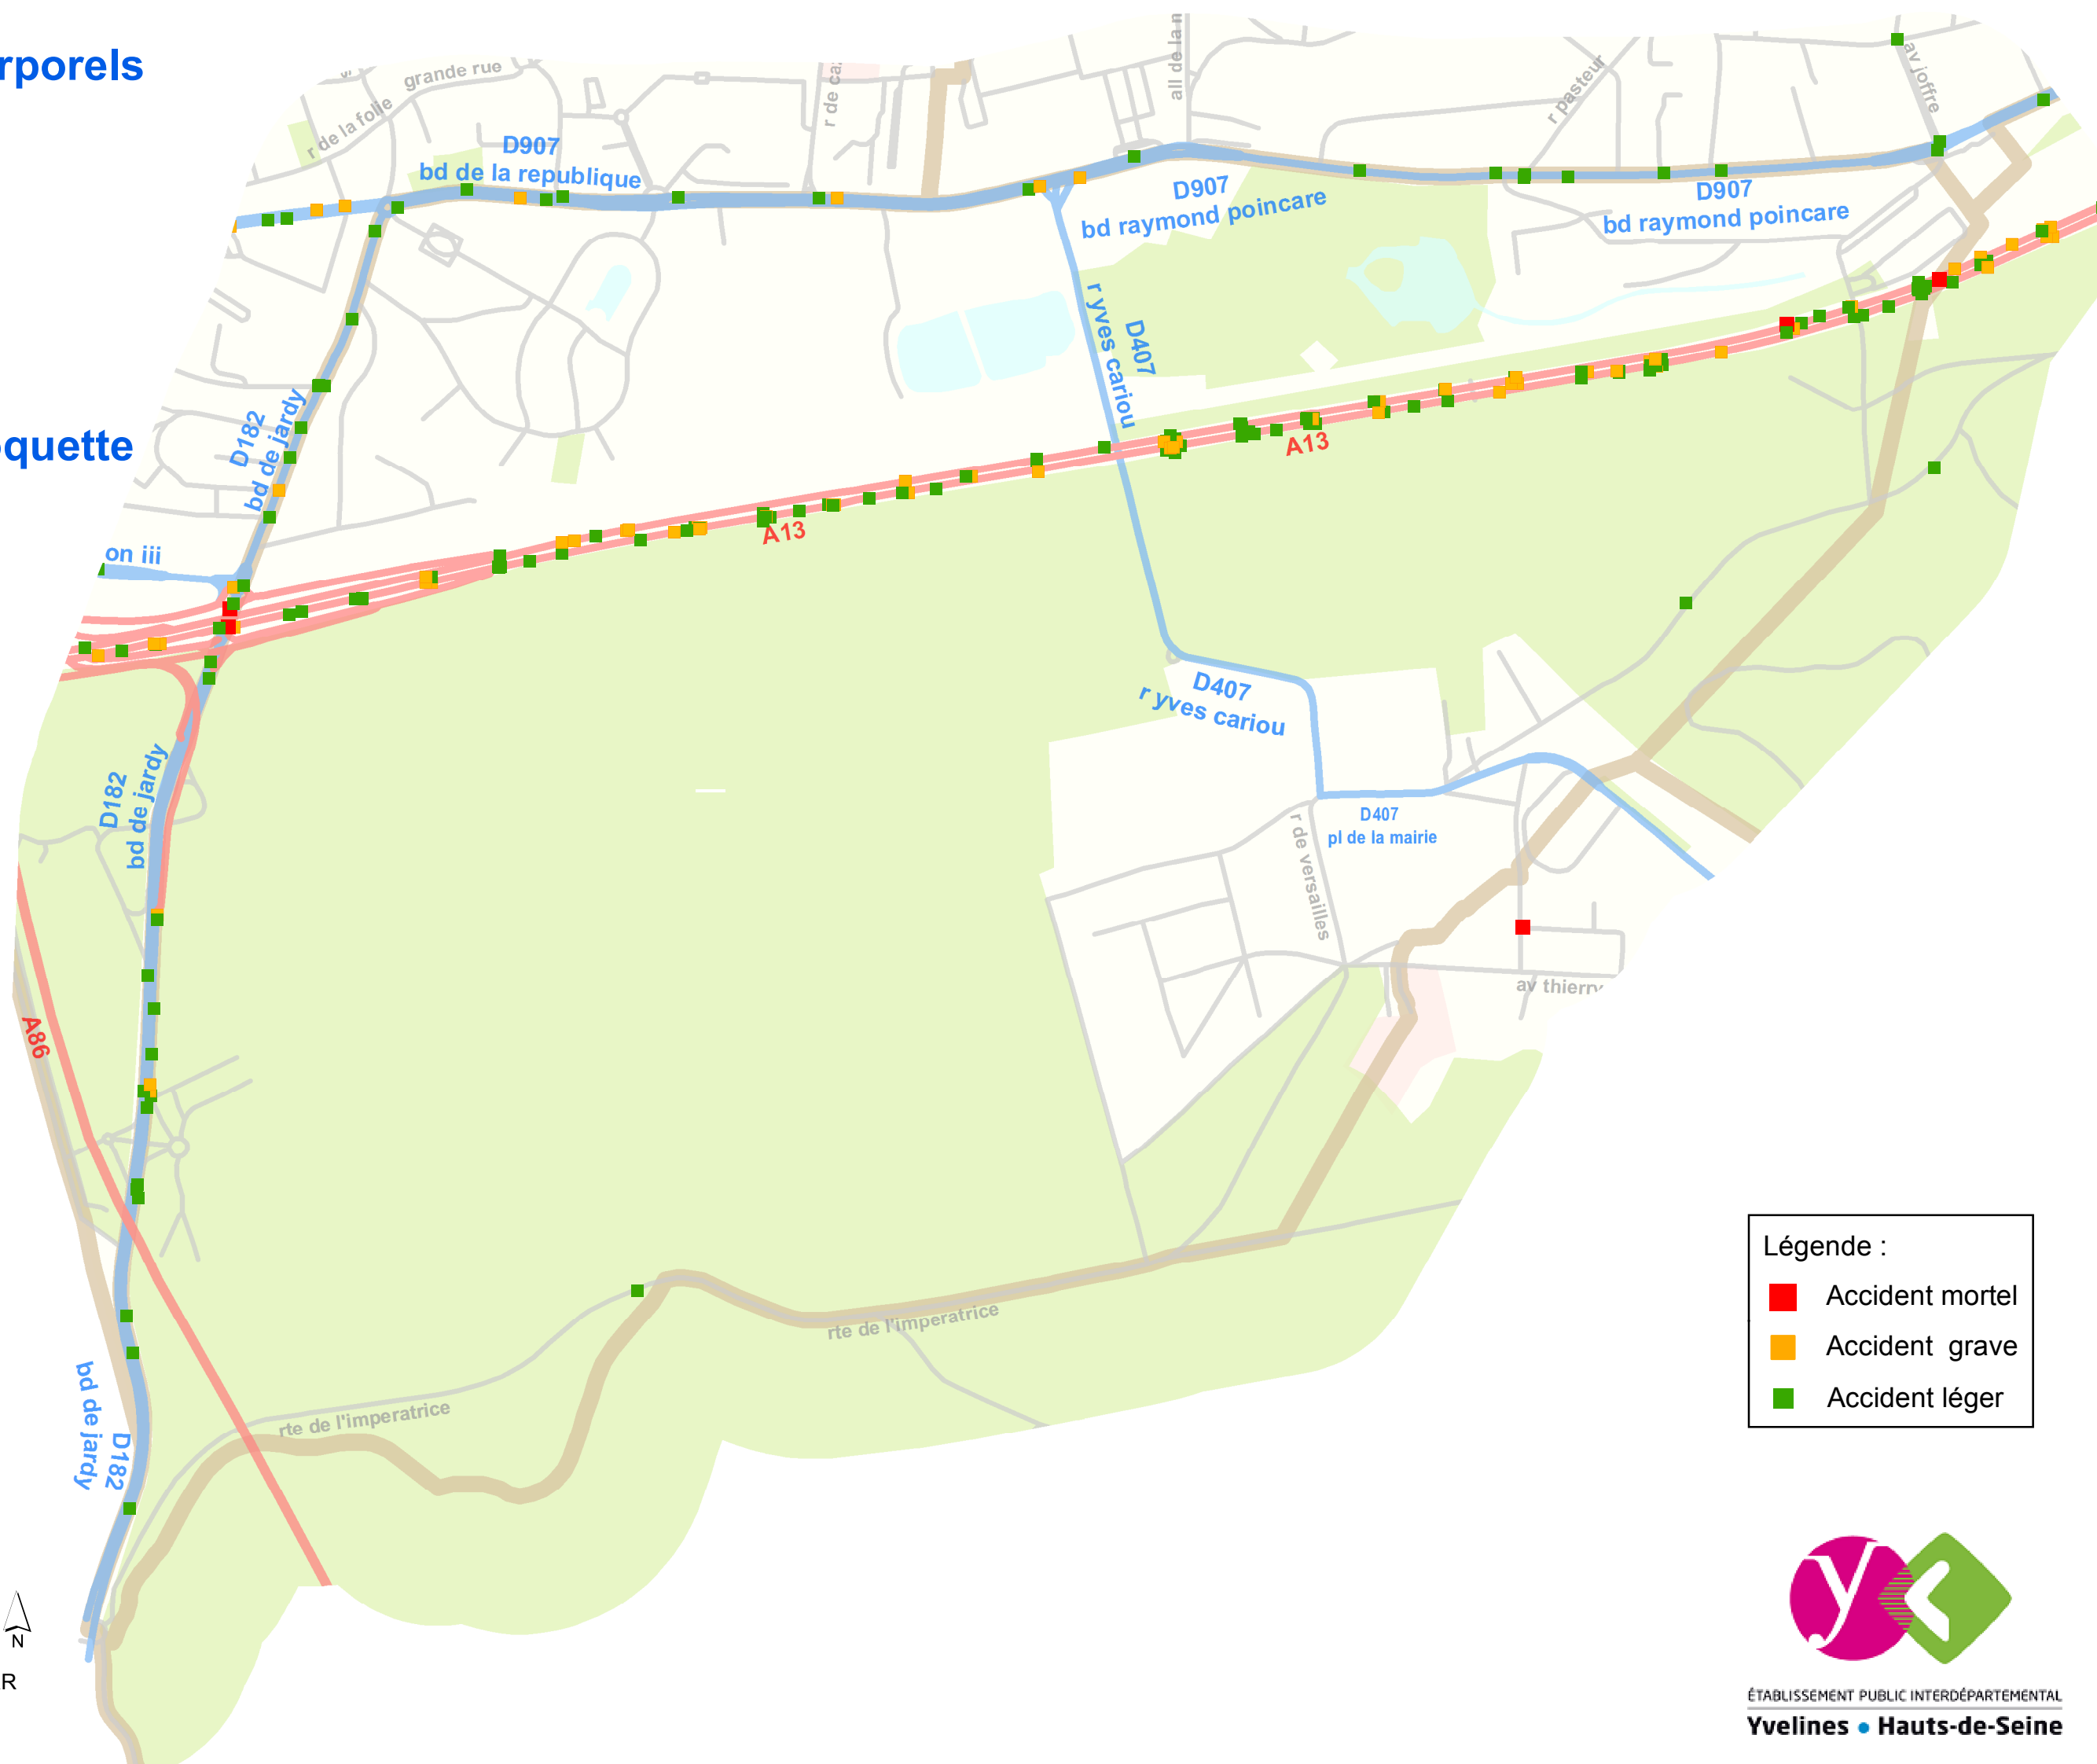 rporels
quette
grande rue
r de la folie
D907
bd de la republique
r de ca
all de la n
r pasteur
av joffre
D907
bd raymond poincare
D907
bd raymond poincare
D407
r yves cariou
D182
bd de jardy
on iii
A13
A13
D407
r yves cariou
D182
bd de jardy
D407
pl de la mairie
r de versailles
av thierry
A86
rte de l'imperatrice
rte de l'imperatrice
D182
bd de jardy
N
R
Légende :
Accident mortel
Accident grave
Accident léger
y
ÉTABLISSEMENT PUBLIC INTERDÉPARTEMENTAL
Yvelines • Hauts-de-Seine